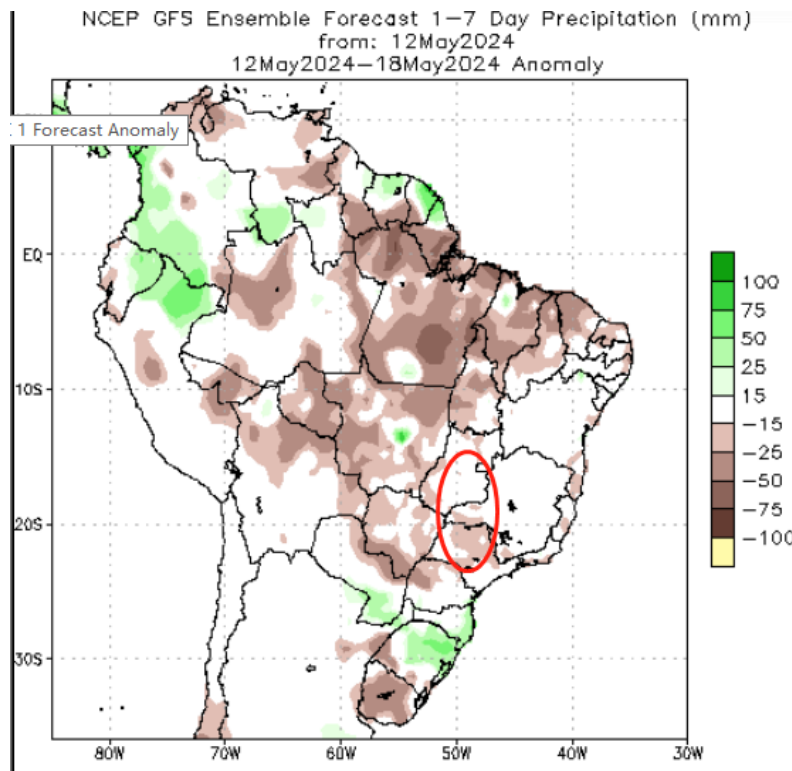 NCEP GFS Ensemble Forecast 1–7 Day Precipitation (mm)
from: 12May2024
12May2024–18May2024 Anomaly
1 Forecast Anomaly
EQ
10S
20S
30S
80W
70W
60W
50W
40W
30W
100
75
50
25
15
-15
-25
-50
-75
-100